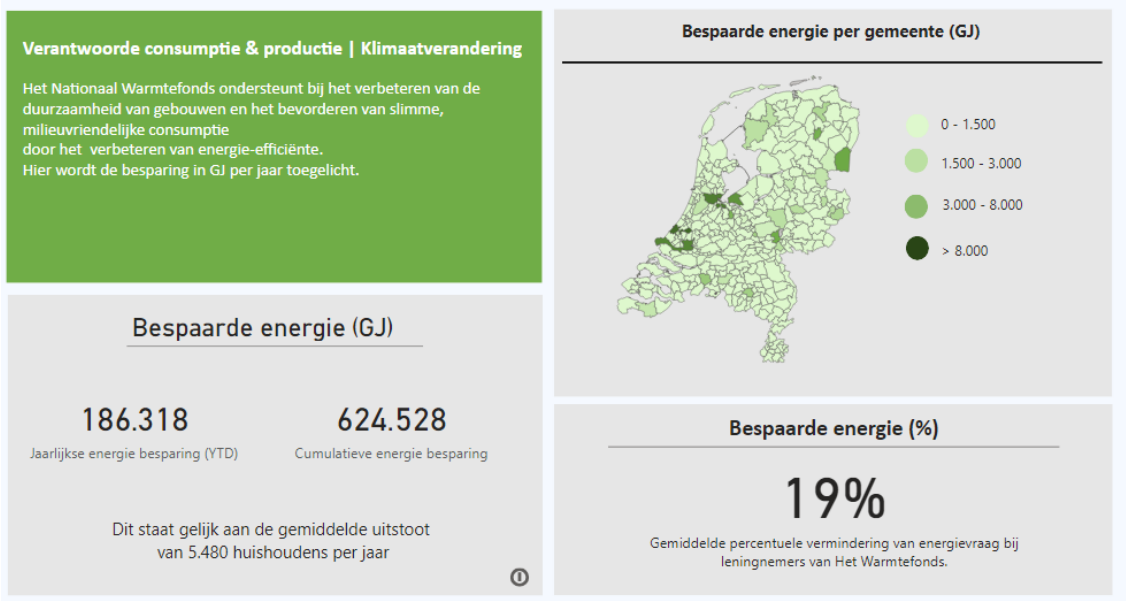 Verantwoorde consumptie & productie | Klimaatverandering
Het Nationaal Warmtefonds ondersteunt bij het verbeteren van de
duurzaamheid van gebouwen en het bevorderen van slimme,
milieuvriendelijke consumptie
door het  verbeteren van energie-efficiënte.
Hier wordt de besparing in GJ per jaar toegelicht.
Bespaarde energie (GJ)
186.318
Jaarlijkse energie besparing (YTD)
624.528
Cumulatieve energie besparing
Dit staat gelijk aan de gemiddelde uitstoot
van 5.480 huishoudens per jaar
Bespaarde energie per gemeente (GJ)
0 - 1.500
1.500 - 3.000
3.000 - 8.000
> 8.000
Bespaarde energie (%)
19%
Gemiddelde percentuele vermindering van energievraag bij
leningnemers van Het Warmtefonds.